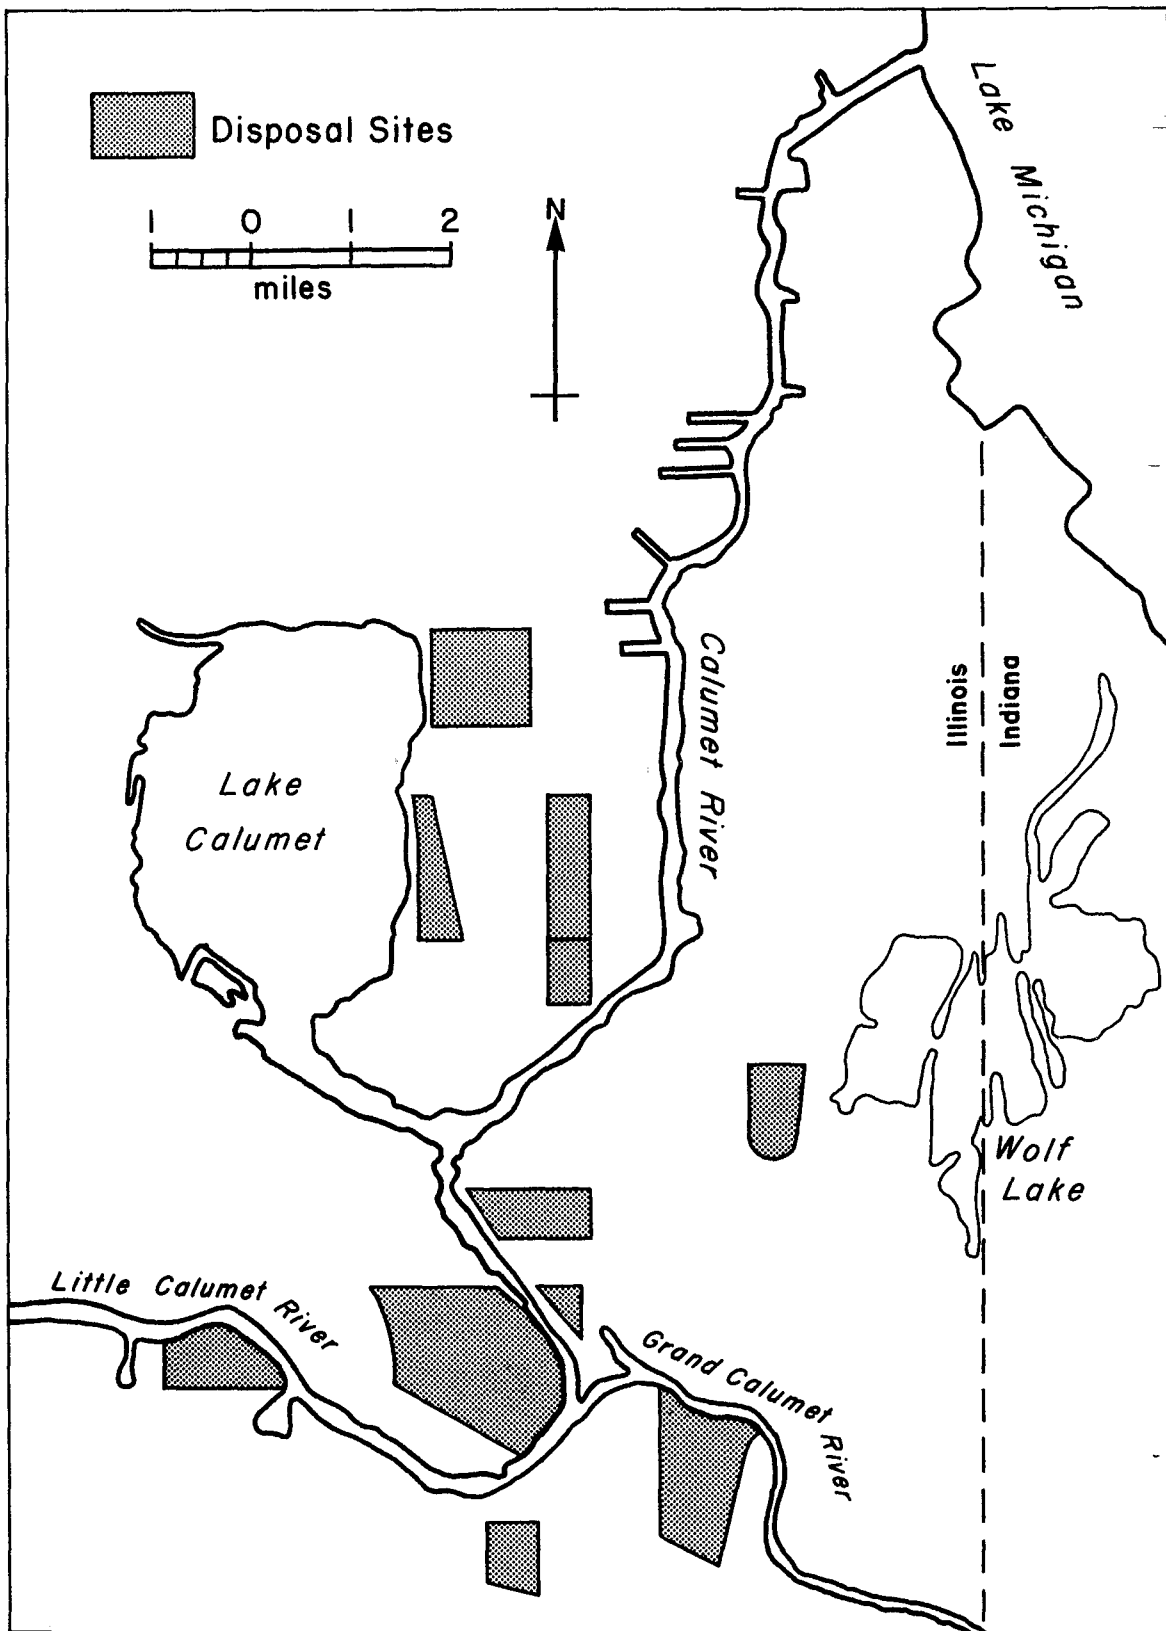 Disposal Sites
1 0 1 2
miles
N
Lake Michigan
Calumet River
Illinois
Indiana
Lake
Calumet
Wolf
Lake
Little Calumet River
Grand Calumet River